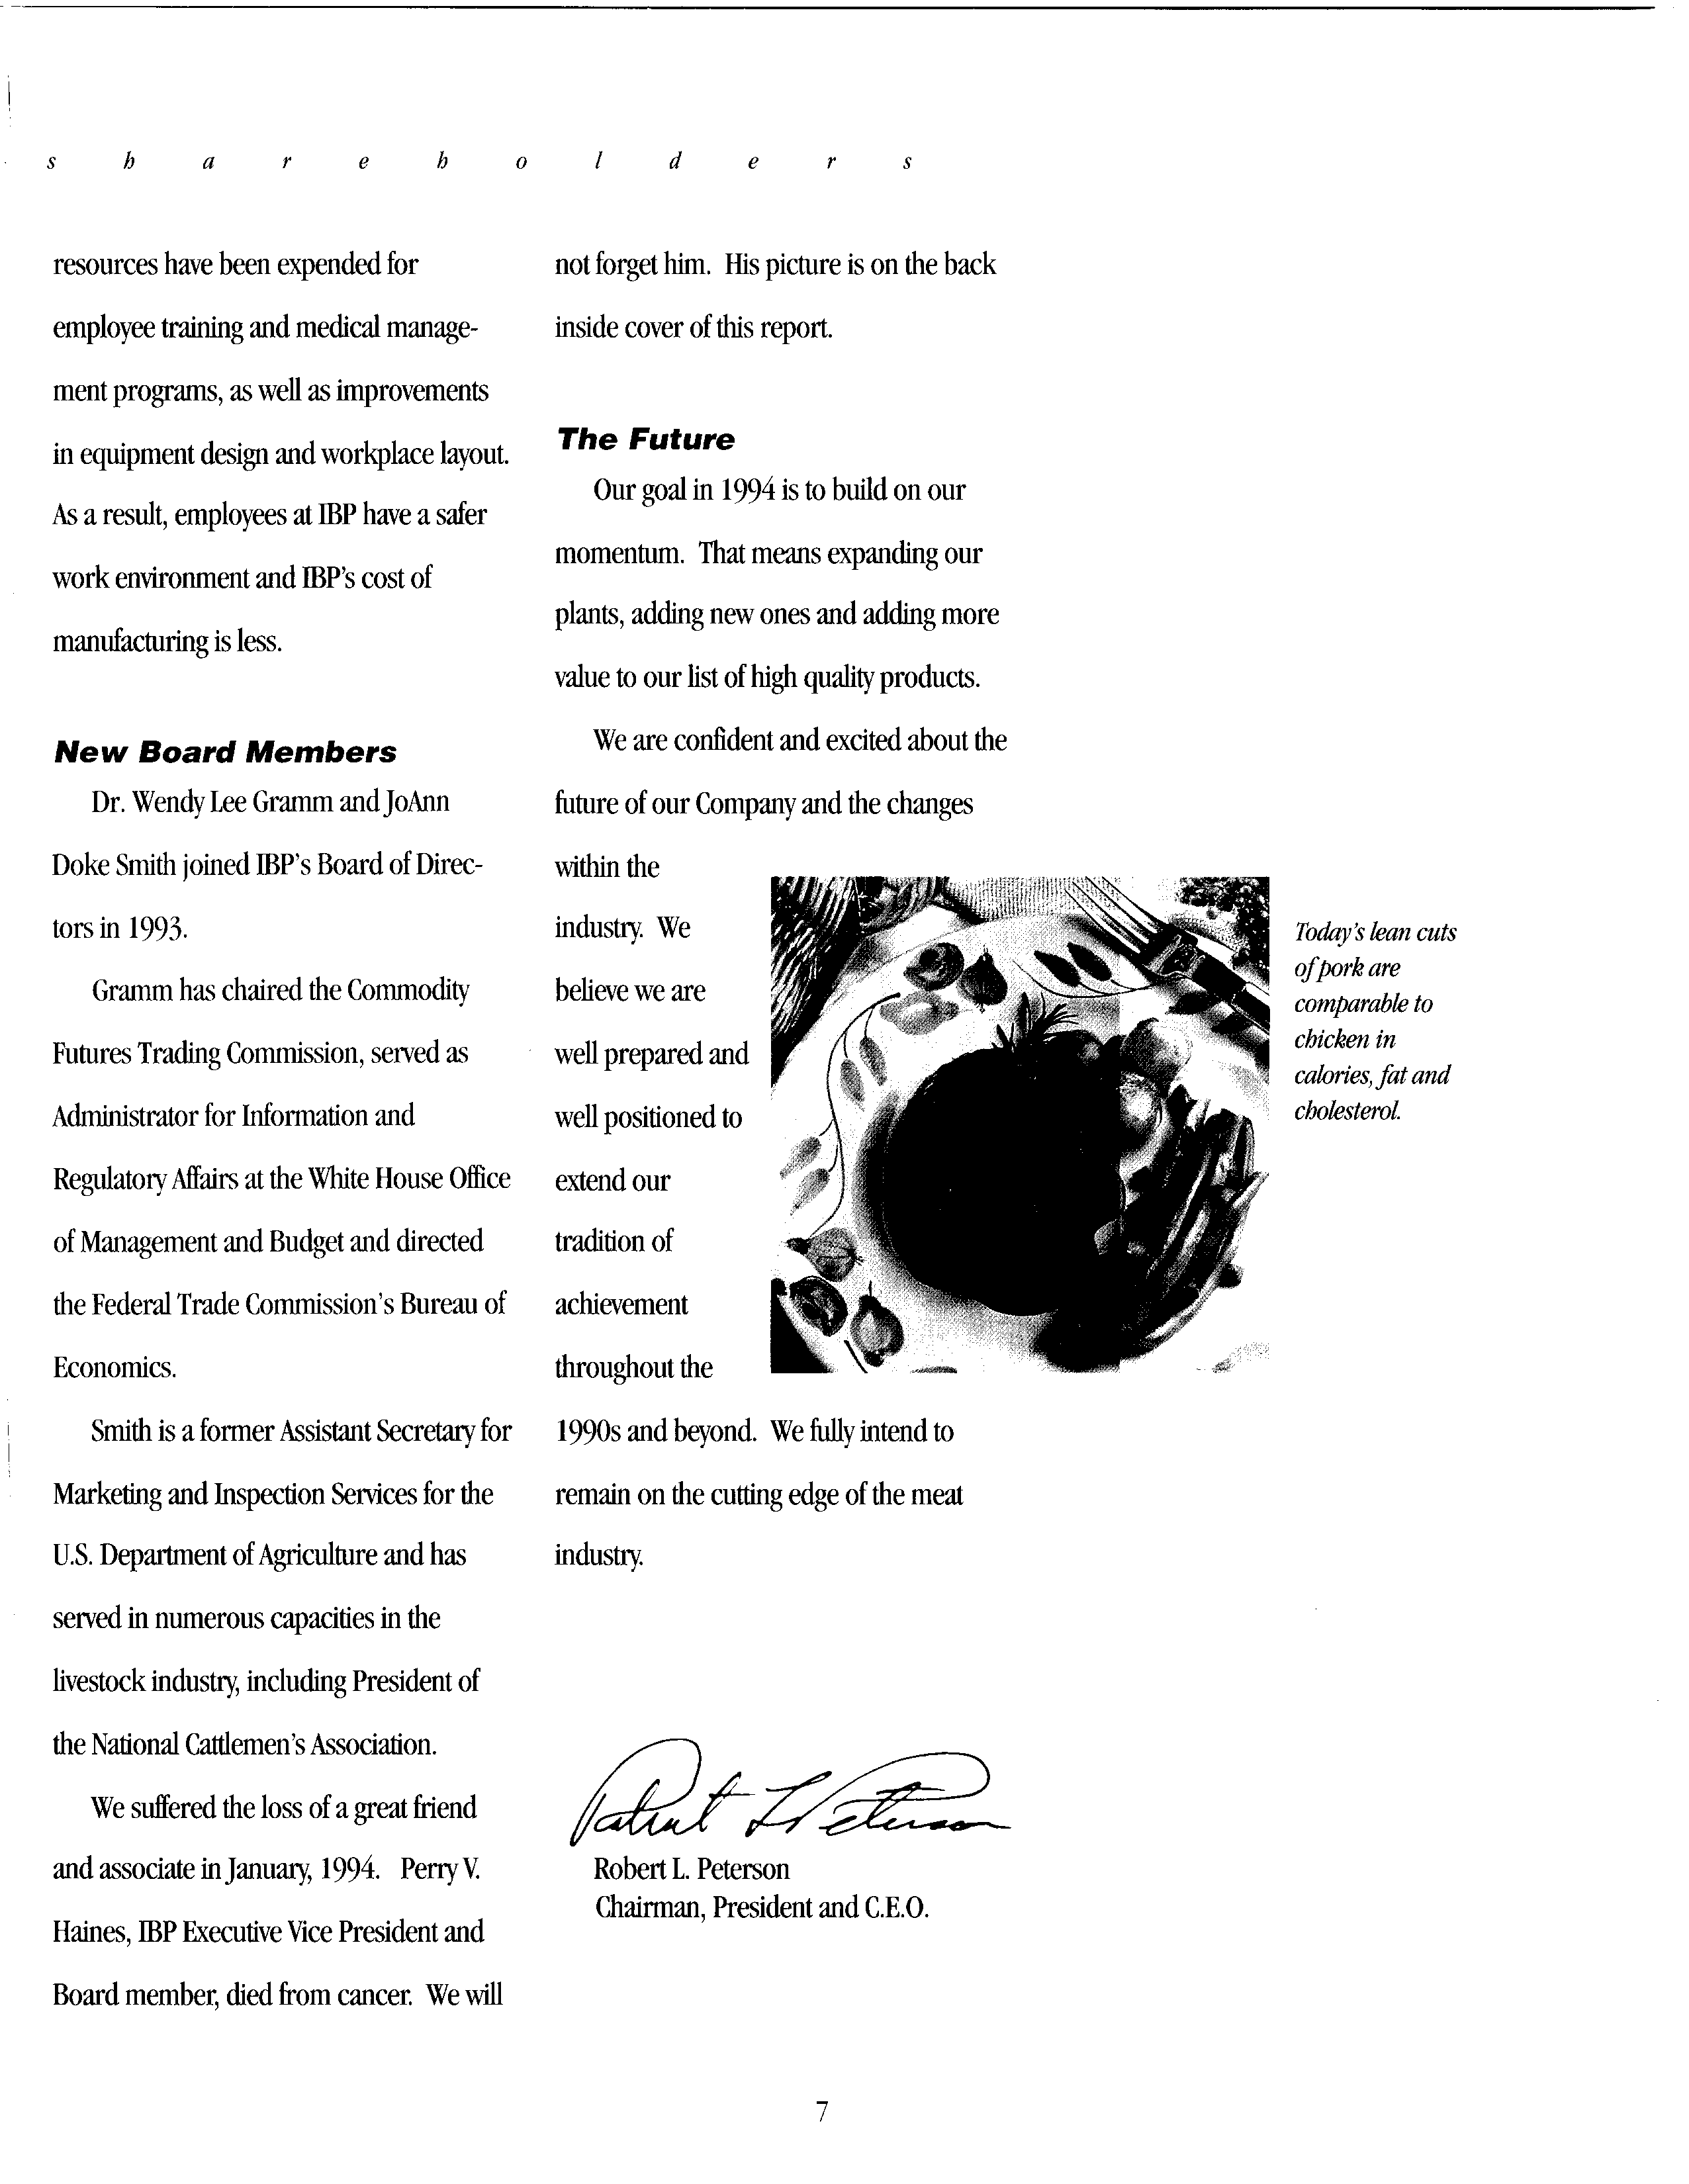 shareholders
resources have been expended for
employee training and medical manage-
ment programs, as well as improvements
in equipment design and workplace layout.
As a result, employees at IBP have a safer
work environment and IBP's cost of
manufacturing is less.
New Board Members
Dr. Wendy Lee Gramm and JoAnn
Doke Smith joined IBP's Board of Direc-
tors in 1993.
Gramm has chaired the Commodity
Futures Trading Commission, served as
Administrator for Information and
Regulatory Affairs at the White House Office
of Management and Budget and directed
the Federal Trade Commission's Bureau of
Economics.
Smith is a former Assistant Secretary for
Marketing and Inspection Services for the
U.S. Department of Agriculture and has
served in numerous capacities in the
livestock industry, including President of
the National Cattlemen's Association.
We suffered the loss of a great friend
and associate in January, 1994. Perry V.
Haines, IBP Executive Vice President and
Board member, died from cancer. We will
not forget him. His picture is on the back
inside cover of this report.
The Future
Our goal in 1994 is to build on our
momentum. That means expanding our
plants, adding new ones and adding more
value to our list of high quality products.
We are confident and excited about the
future of our Company and the changes
within the
industry. We
believe we are
well prepared and
well positioned to
extend our
tradition of
achievement
throughout the
1990s and beyond. We fully intend to
remain on the cutting edge of the meat
industry.
Today's lean cuts
of pork are
comparable to
chicken in
calories, fat and
cholesterol.
Robert L Peterson
Robert L. Peterson
Chairman, President and C.E.O.
7